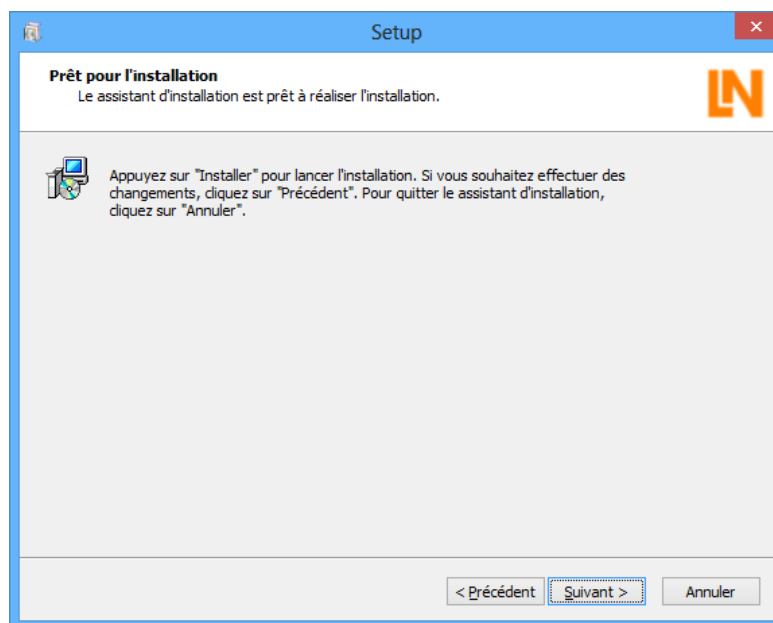 Setup
Prêt pour l'installation
Le assistant d'installation est prêt à réaliser l'installation.
LN
Appuyez sur "Installer" pour lancer l'installation. Si vous souhaitez effectuer des
changements, cliquez sur "Précédent". Pour quitter le assistant d'installation,
cliquez sur "Annuler".
< Précédent
Suivant >
Annuler